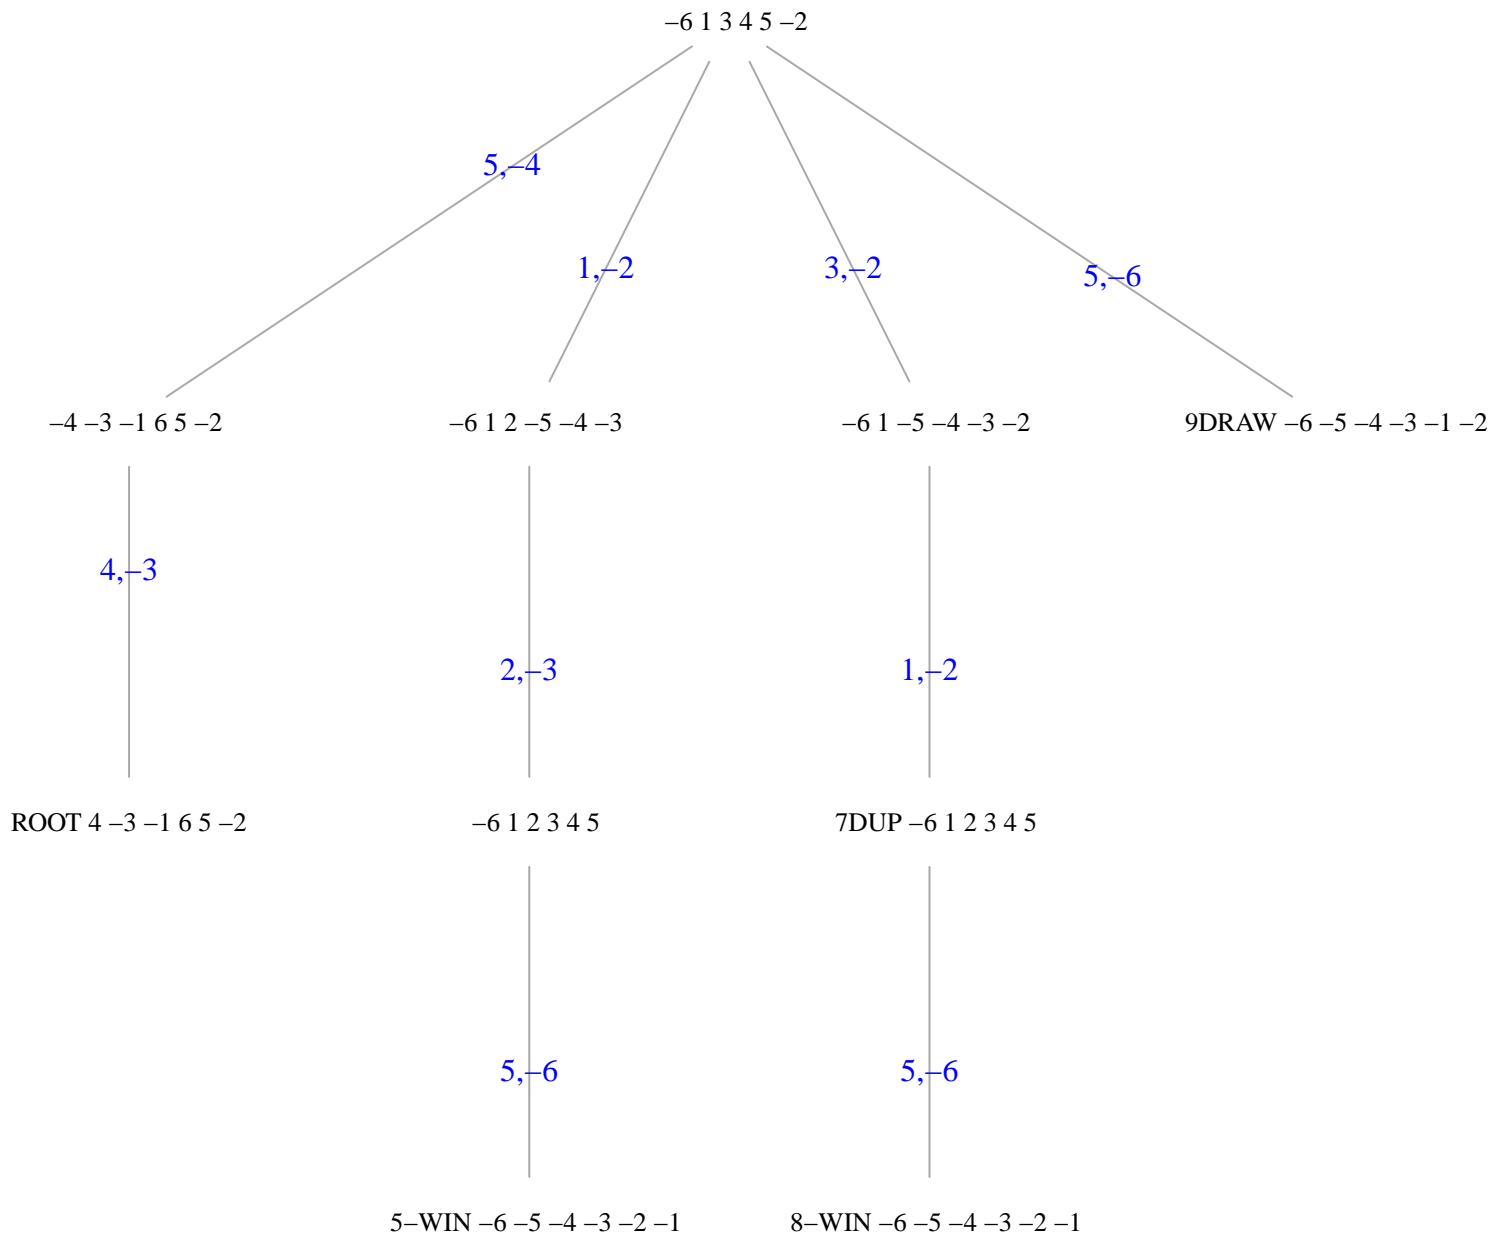 −6 1 3 4 5 −2
5,−4
1,−2
3,−2
5,−6
−4 −3 −1 6 5 −2
−6 1 2 −5 −4 −3
−6 1 −5 −4 −3 −2
9DRAW −6 −5 −4 −3 −1 −2
4,−3
2,−3
1,−2
ROOT 4 −3 −1 6 5 −2
−6 1 2 3 4 5
7DUP −6 1 2 3 4 5
5,−6
5,−6
5−WIN −6 −5 −4 −3 −2 −1
8−WIN −6 −5 −4 −3 −2 −1